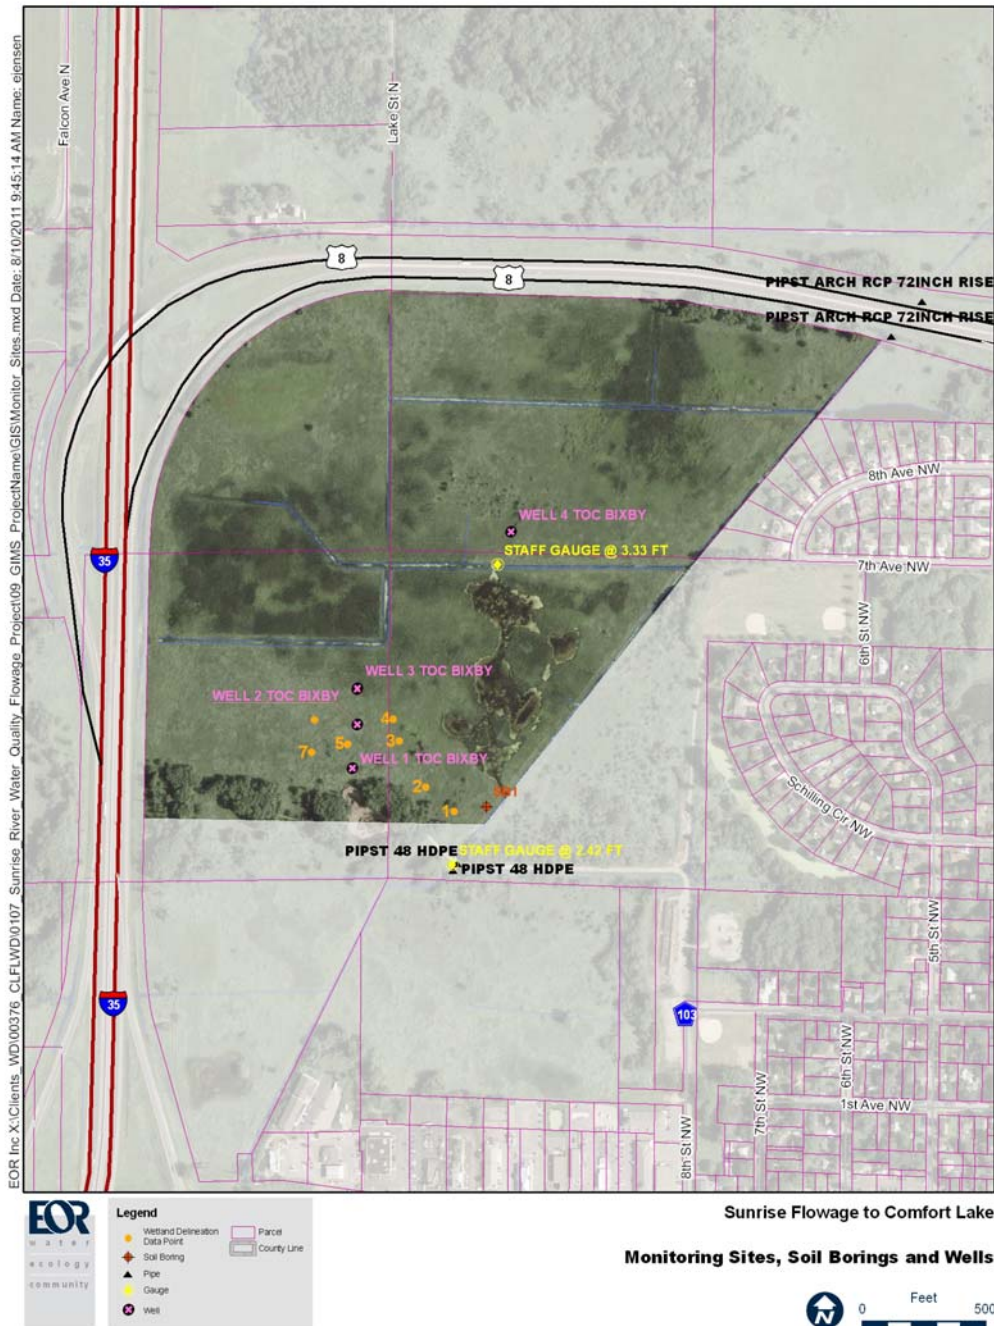 EOR Inc X:\Clients_WD\00376_CLFLWD\0107_Sunrise_River_Water_Quality_Flowage_Project\09_GIMS_ProjectName\GIS\Monitor_Sites.mxd Date: 8/10/2011 9:45:14 AM Name: ejensen
Falcon Ave N
Lake St N
8
8
PIPST ARCH RCP 72INCH RISE
PIPST ARCH RCP 72INCH RISE
8th Ave NW
WELL 4 TOC BIXBY
STAFF GAUGE @ 3.33 FT
35
7th Ave NW
6th St NW
WELL 3 TOC BIXBY
WELL 2 TOC BIXBY
4
3
5
7
WELL 1 TOC BIXBY
2
1
Schilling Cir NW
PIPST 48 HDPE
STAFF GAUGE @ 2.42 FT
PIPST 48 HDPE
5th St NW
35
103
6th St NW
7th St NW
1st Ave NW
8th St NW
EOR
water
ecology
community
Legend
Wetland Delineation
Data Point
Soil Boring
Pipe
Gauge
Well
Parcel
County Line
Sunrise Flowage to Comfort Lake
Monitoring Sites, Soil Borings and Wells
N
Feet
0 500